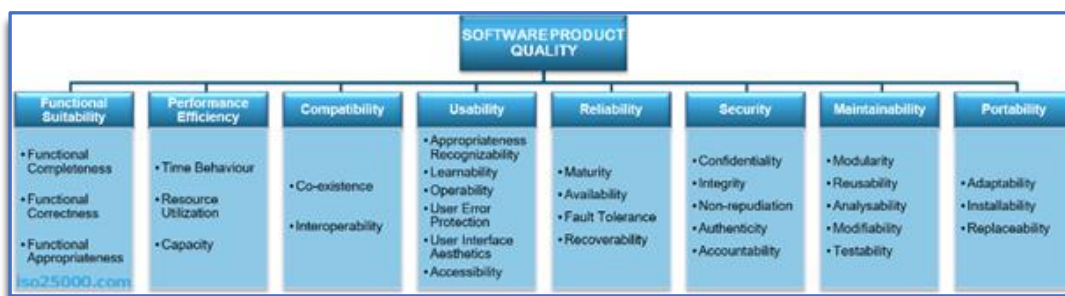 SOFTWARE PRODUCT
QUALITY
Functional
Suitability
• Functional
Completeness
• Functional
Correctness
• Functional
Appropriateness
Performance
Efficiency
• Time Behaviour
• Resource
Utilization
• Capacity
Compatibility
• Co-existence
• Interoperability
Usability
• Appropriateness
Recognizability
• Learnability
• Operability
• User Error
Protection
• User Interface
Aesthetics
• Accessibility
Reliability
• Maturity
• Availability
• Fault Tolerance
• Recoverability
Security
• Confidentiality
• Integrity
• Non-repudiation
• Authenticity
• Accountability
Maintainability
• Modularity
• Reusability
• Analysability
• Modifiability
• Testability
Portability
• Adaptability
• Installability
• Replaceability
iso25000.com